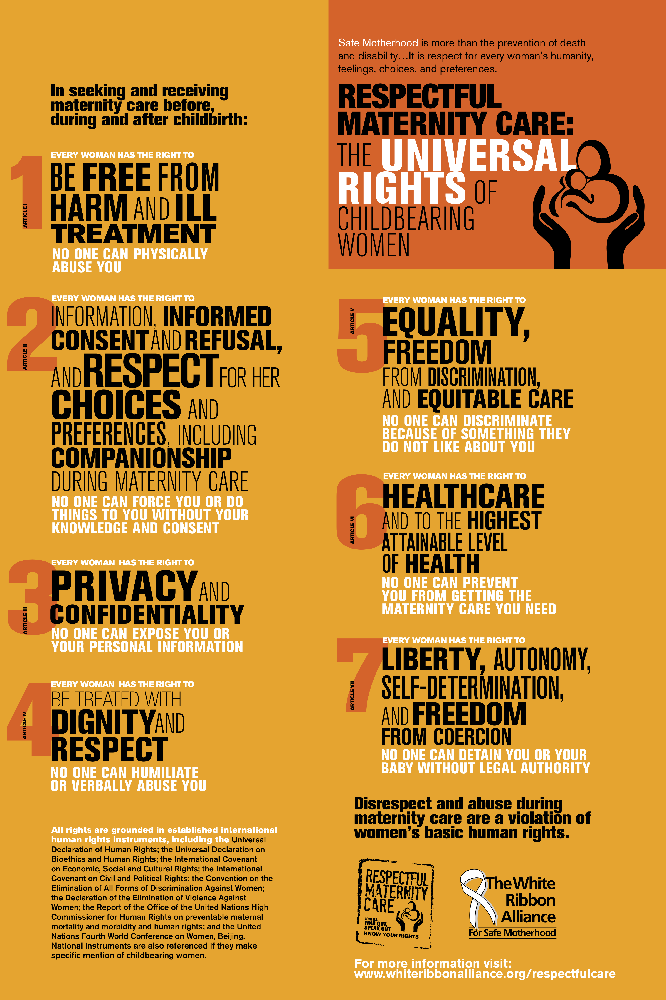 Safe Motherhood is more than the prevention of death
and disability…It is respect for every woman's humanity,
feelings, choices, and preferences.
RESPECTFUL
MATERNITY CARE:
THE UNIVERSAL
RIGHTS OF
CHILDBEARING
WOMEN
In seeking and receiving
maternity care before,
during and after childbirth:
1
ARTICLE I
EVERY WOMAN HAS THE RIGHT TO
BE FREE FROM
HARM AND ILL
TREATMENT
NO ONE CAN PHYSICALLY
ABUSE YOU
2
ARTICLE II
EVERY WOMAN HAS THE RIGHT TO
INFORMATION, INFORMED
CONSENT AND REFUSAL,
AND RESPECT FOR HER
CHOICES AND
PREFERENCES, INCLUDING
COMPANIONSHIP
DURING MATERNITY CARE
NO ONE CAN FORCE YOU OR DO
THINGS TO YOU WITHOUT YOUR
KNOWLEDGE AND CONSENT
3
ARTICLE III
EVERY WOMAN HAS THE RIGHT TO
PRIVACY AND
CONFIDENTIALITY
NO ONE CAN EXPOSE YOU OR
YOUR PERSONAL INFORMATION
4
ARTICLE IV
EVERY WOMAN HAS THE RIGHT TO
BE TREATED WITH
DIGNITY AND
RESPECT
NO ONE CAN HUMILIATE
OR VERBALLY ABUSE YOU
All rights are grounded in established international
human rights instruments, including the Universal
Declaration of Human Rights; the Universal Declaration on
Bioethics and Human Rights; the International Covenant
on Economic, Social and Cultural Rights; the International
Covenant on Civil and Political Rights; the Convention on the
Elimination of All Forms of Discrimination Against Women;
the Declaration of the Elimination of Violence Against
Women; the Report of the Office of the United Nations High
Commissioner for Human Rights on preventable maternal
mortality and morbidity and human rights; and the United
Nations Fourth World Conference on Women, Beijing.
National instruments are also referenced if they make
specific mention of childbearing women.
5
ARTICLE V
EVERY WOMAN HAS THE RIGHT TO
EQUALITY,
FREEDOM
FROM DISCRIMINATION,
AND EQUITABLE CARE
NO ONE CAN DISCRIMINATE
BECAUSE OF SOMETHING THEY
DO NOT LIKE ABOUT YOU
6
ARTICLE VI
EVERY WOMAN HAS THE RIGHT TO
HEALTHCARE
AND TO THE HIGHEST
ATTAINABLE LEVEL
OF HEALTH
NO ONE CAN PREVENT
YOU FROM GETTING THE
MATERNITY CARE YOU NEED
7
ARTICLE VII
EVERY WOMAN HAS THE RIGHT TO
LIBERTY, AUTONOMY,
SELF-DETERMINATION,
AND FREEDOM
FROM COERCION
NO ONE CAN DETAIN YOU OR YOUR
BABY WITHOUT LEGAL AUTHORITY
Disrespect and abuse during
maternity care are a violation of
women's basic human rights.
RESPECTFUL
MATERNITY
CARE
JOIN US:
FIND OUT,
SPEAK OUT
KNOW YOUR RIGHTS
The White
Ribbon
Alliance
For Safe Motherhood
For more information visit:
www.whiteribbonalliance.org/respectfulcare